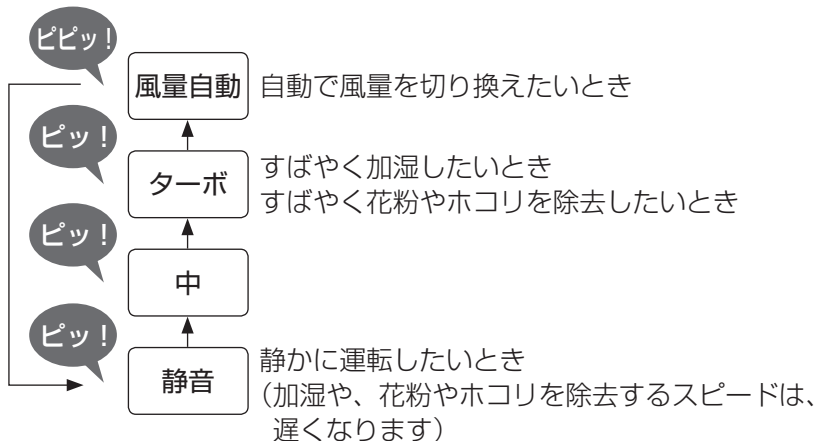 ピピッ！
風量自動 自動で風量を切り換えたいとき
ピッ！
ターボ すばやく加湿したいとき
すばやく花粉やホコリを除去したいとき
ピッ！
中
ピッ！
静音 静かに運転したいとき
（加湿や、花粉やホコリを除去するスピードは、
遅くなります）